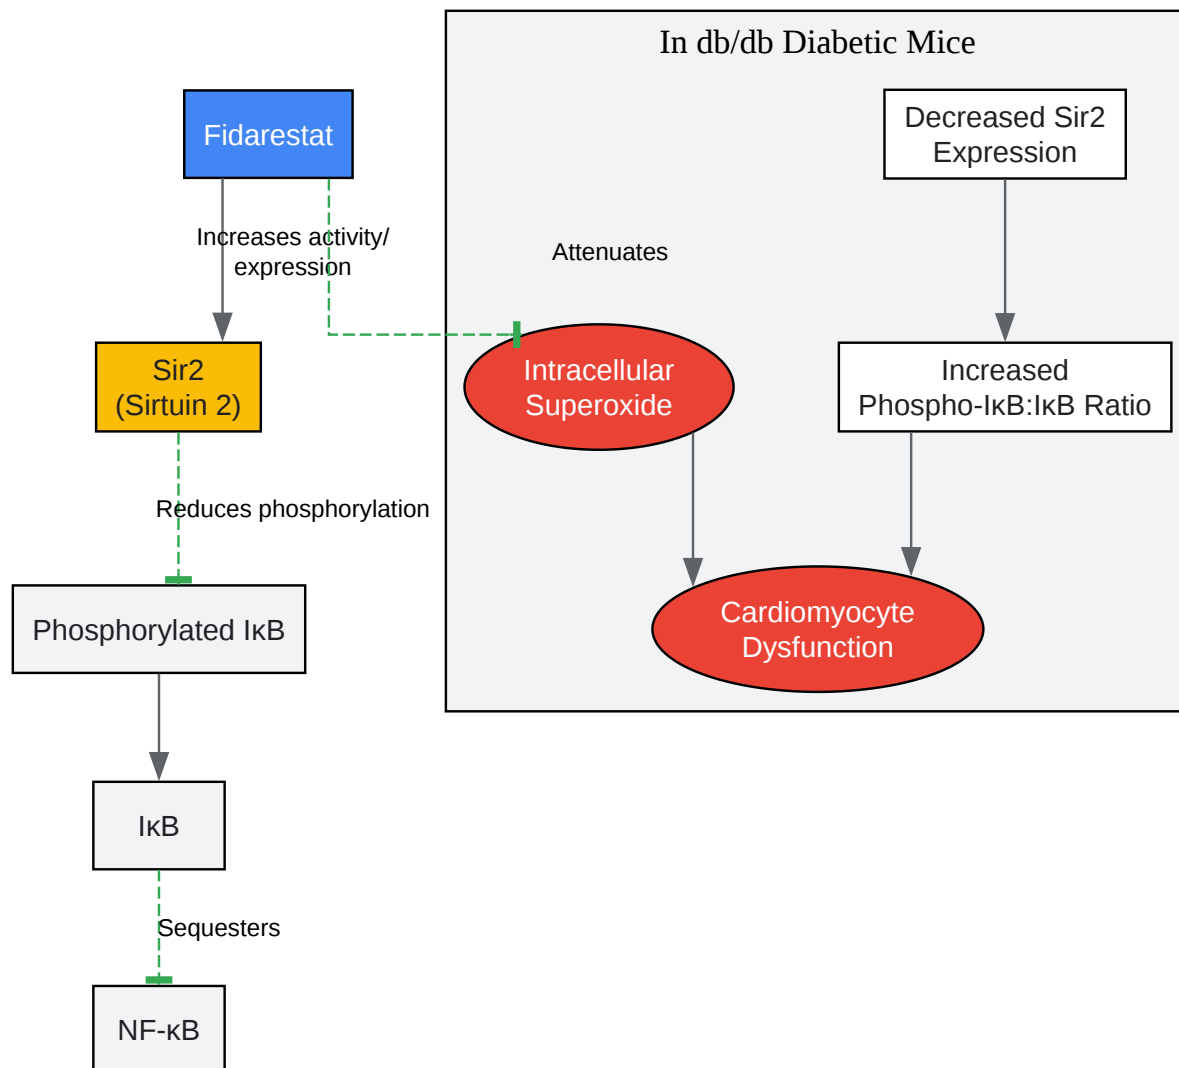 In db/db Diabetic Mice
Fidarestat
Decreased Sir2
Expression
Increases activity/
expression
Attenuates
Sir2
(Sirtuin 2)
Intracellular
Superoxide
Increased
Phospho-IκB:IκB Ratio
Reduces phosphorylation
Phosphorylated IκB
Cardiomyocyte
Dysfunction
IκB
Sequesters
NF-κB